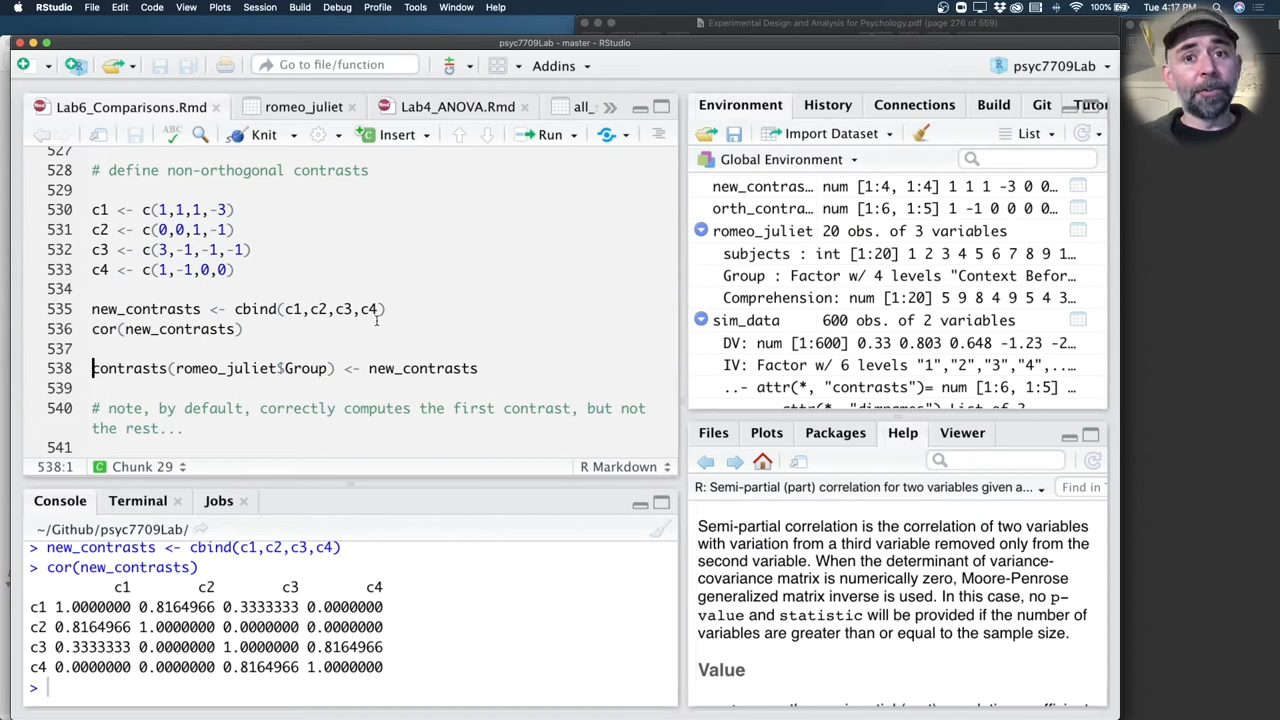 RStudio File Edit Code View Plots Session Build Debug Profile Tools Window Help
100% Tue 4:17 PM
Experimental Design and Analysis for Psychology.pdf (page 276 of 559)
psyc7709Lab - master - RStudio
Go to file/function Addins psyc7709Lab
Lab6_Comparisons.Rmd romeo_juliet Lab4_ANOVA.Rmd all_
ABC Knit Insert Run
527
528 # define non-orthogonal contrasts
529
530 c1 <- c(1,1,1,-3)
531 c2 <- c(0,0,1,-1)
532 c3 <- c(3,-1,-1,-1)
533 c4 <- c(1,-1,0,0)
534
535 new_contrasts <- cbind(c1,c2,c3,c4)
536 cor(new_contrasts)
537
538 contrasts(romeo_juliet$Group) <- new_contrasts
539
540 # note, by default, correctly computes the first contrast, but not
the rest...
541
538:1 Chunk 29 R Markdown
Console Terminal Jobs
~/Github/psyc7709Lab/
> new_contrasts <- cbind(c1,c2,c3,c4)
> cor(new_contrasts)
c1 c2 c3 c4
c1 1.0000000 0.8164966 0.3333333 0.0000000
c2 0.8164966 1.0000000 0.0000000 0.0000000
c3 0.3333333 0.0000000 1.0000000 0.8164966
c4 0.0000000 0.0000000 0.8164966 1.0000000
>
Environment History Connections Build Git Tutor
Import Dataset List
Global Environment
new_contras… num [1:4, 1:4] 1 1 1 -3 0 0…
orth_contra… num [1:6, 1:5] 1 -1 0 0 0 0…
romeo_juliet 20 obs. of 3 variables
subjects : int [1:20] 1 2 3 4 5 6 7 8 9 1…
Group : Factor w/ 4 levels "Context Befor…
Comprehension: num [1:20] 5 9 8 4 9 5 4 3…
sim_data 600 obs. of 2 variables
DV: num [1:600] 0.33 0.803 0.648 -1.23 -2…
IV: Factor w/ 6 levels "1","2","3","4",..…
..- attr(*, "contrasts")= num [1:6, 1:5] …
Files Plots Packages Help Viewer
R: Semi-partial (part) correlation for two variables given a... Find in
Semi-partial correlation is the correlation of two variables
with variation from a third variable removed only from the
second variable. When the determinant of variance-
covariance matrix is numerically zero, Moore-Penrose
generalized matrix inverse is used. In this case, no p-
value and statistic will be provided if the number of
variables are greater than or equal to the sample size.
Value